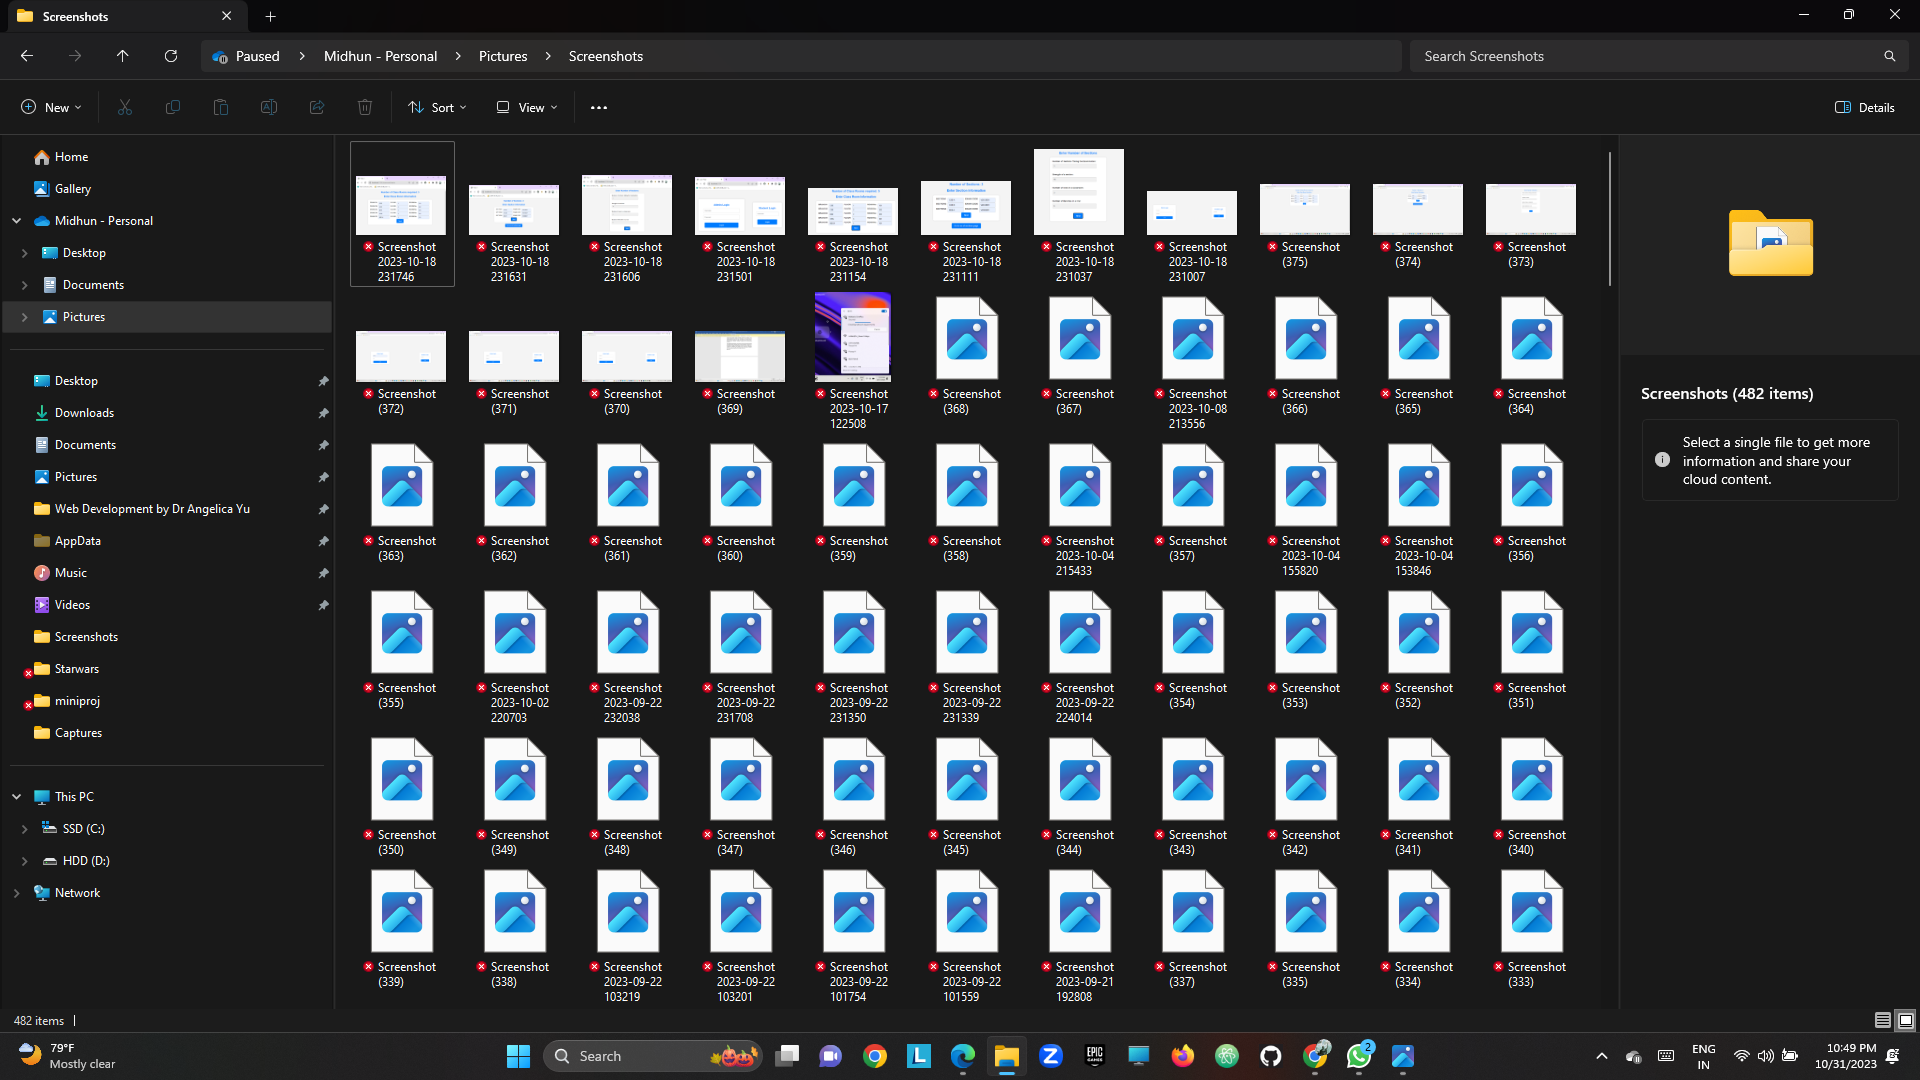 Screenshots
Paused
Midhun - Personal
Pictures
Screenshots
Search Screenshots
New
Sort
View
Details
Home
Gallery
Midhun - Personal
Desktop
Documents
Pictures
Desktop
Downloads
Documents
Pictures
Web Development by Dr Angelica Yu
AppData
Music
Videos
Screenshots
Starwars
miniproj
Captures
This PC
SSD (C:)
HDD (D:)
Network
Screenshot
2023-10-18
231746
Screenshot
2023-10-18
231631
Screenshot
2023-10-18
231606
Screenshot
2023-10-18
231501
Screenshot
2023-10-18
231154
Screenshot
2023-10-18
231111
Screenshot
2023-10-18
231037
Screenshot
2023-10-18
231007
Screenshot
(375)
Screenshot
(374)
Screenshot
(373)
Screenshot
(372)
Screenshot
(371)
Screenshot
(370)
Screenshot
(369)
Screenshot
2023-10-17
122508
Screenshot
(368)
Screenshot
(367)
Screenshot
2023-10-08
213556
Screenshot
(366)
Screenshot
(365)
Screenshot
(364)
Screenshot
(363)
Screenshot
(362)
Screenshot
(361)
Screenshot
(360)
Screenshot
(359)
Screenshot
(358)
Screenshot
2023-10-04
215433
Screenshot
(357)
Screenshot
2023-10-04
155820
Screenshot
2023-10-04
153846
Screenshot
(356)
Screenshot
(355)
Screenshot
2023-10-02
220703
Screenshot
2023-09-22
232038
Screenshot
2023-09-22
231708
Screenshot
2023-09-22
231350
Screenshot
2023-09-22
231339
Screenshot
2023-09-22
224014
Screenshot
(354)
Screenshot
(353)
Screenshot
(352)
Screenshot
(351)
Screenshot
(350)
Screenshot
(349)
Screenshot
(348)
Screenshot
(347)
Screenshot
(346)
Screenshot
(345)
Screenshot
(344)
Screenshot
(343)
Screenshot
(342)
Screenshot
(341)
Screenshot
(340)
Screenshot
(339)
Screenshot
(338)
Screenshot
2023-09-22
103219
Screenshot
2023-09-22
103201
Screenshot
2023-09-22
101754
Screenshot
2023-09-22
101559
Screenshot
2023-09-21
192808
Screenshot
(337)
Screenshot
(335)
Screenshot
(334)
Screenshot
(333)
Screenshots (482 items)
Select a single file to get more
information and share your
cloud content.
482 items
79°F
Mostly clear
Search
L
Z
EPIC
GAMES
2
ENG
IN
10:49 PM
10/31/2023